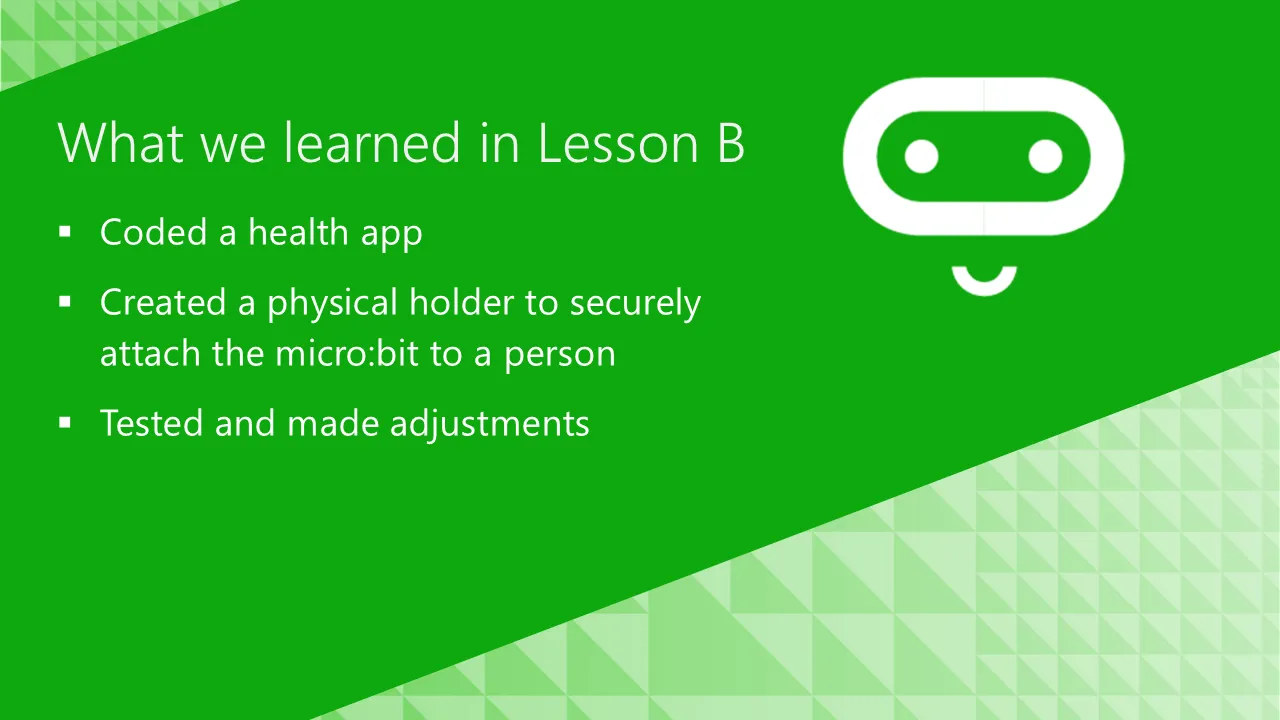 What we learned in Lesson B
▪ Coded a health app
▪ Created a physical holder to securely
attach the micro:bit to a person
▪ Tested and made adjustments